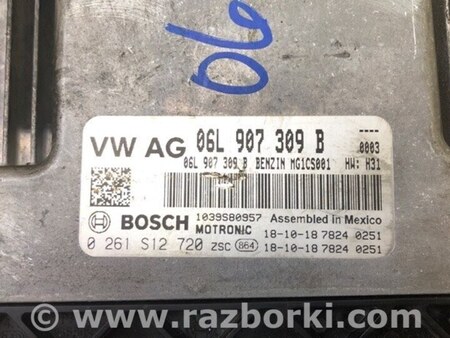 06
VW AG 06L 907 309 B ----
0003
06L 907 309 B BENZIN MG1CS001 HW: H31
BOSCH 1039S80957 Assembled in Mexico
MOTRONIC 18-10-18 7824 0251
0 261 S12 720 ZSC 864 18-10-18 7824 0251
© www.razborki.com